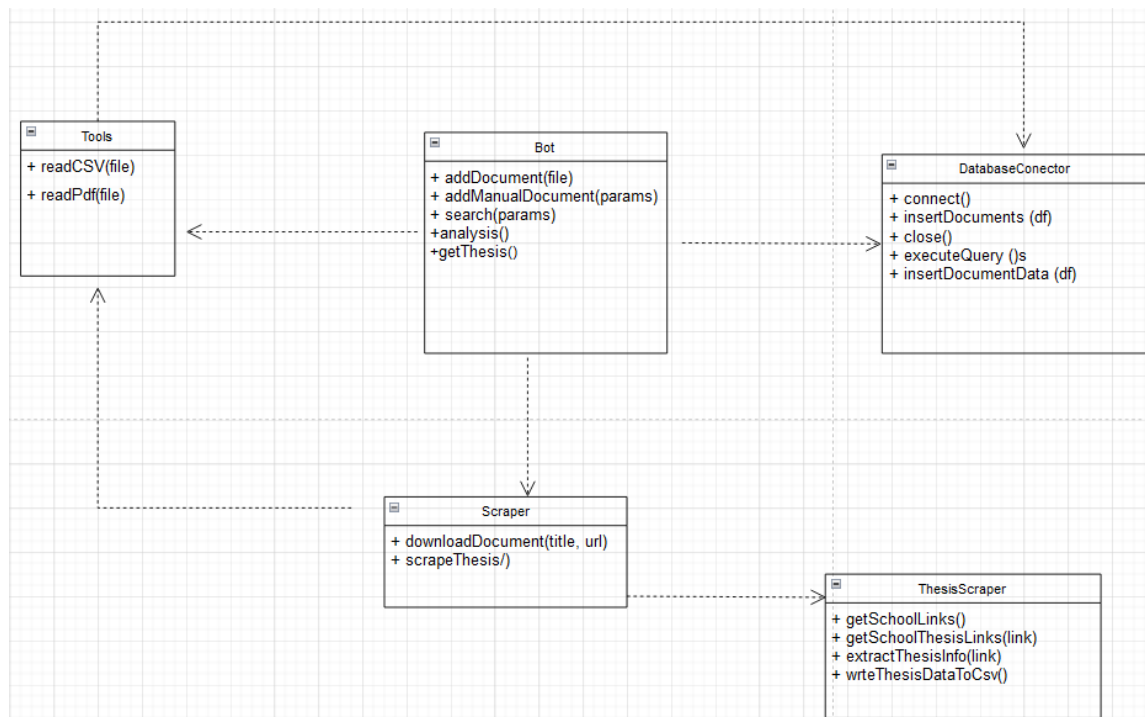 Tools
+ readCSV(file)
+ readPdf(file)
Bot
+ addDocument(file)
+ addManualDocument(params)
+ search(params)
+analysis()
+getThesis()
DatabaseConector
+ connect()
+ insertDocuments (df)
+ close()
+ executeQuery ()s
+ insertDocumentData (df)
Scraper
+ downloadDocument(title, url)
+ scrapeThesis/)
ThesisScraper
+ getSchoolLinks()
+ getSchoolThesisLinks(link)
+ extractThesisInfo(link)
+ wrteThesisDataToCsv()